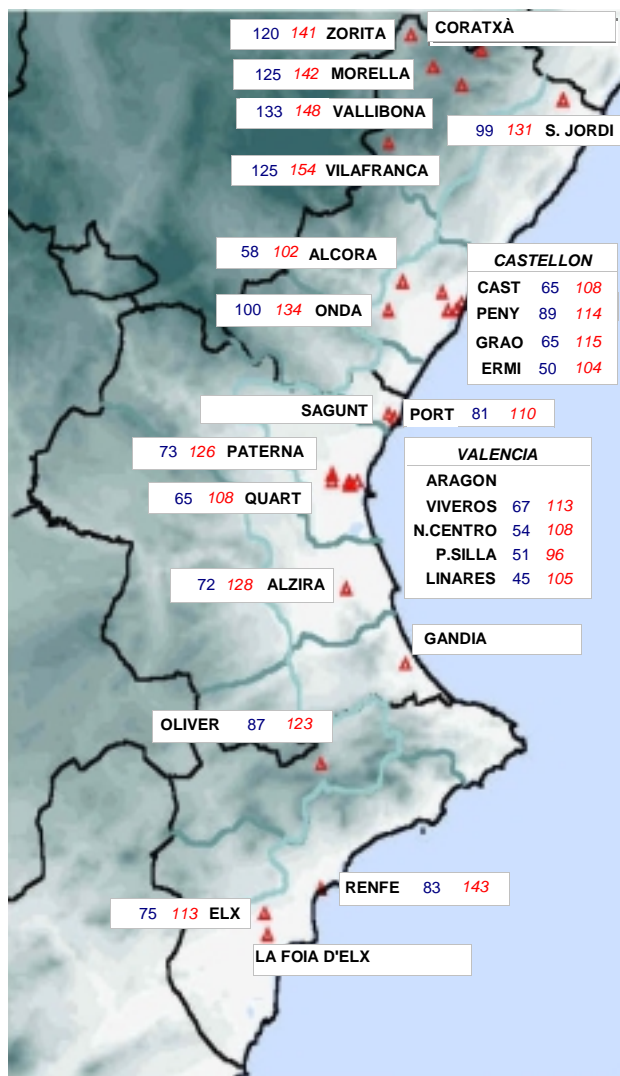 CORATXÀ
120 141 ZORITA
125 142 MORELLA
133 148 VALLIBONA
99 131 S. JORDI
125 154 VILAFRANCA
58 102 ALCORA
100 134 ONDA
CASTELLON
CAST 65 108
PENY 89 114
GRAO 65 115
ERMI 50 104
SAGUNT
PORT 81 110
73 126 PATERNA
65 108 QUART
VALENCIA
ARAGON
VIVEROS 67 113
N.CENTRO 54 108
P.SILLA 51 96
LINARES 45 105
72 128 ALZIRA
GANDIA
OLIVER 87 123
RENFE 83 143
75 113 ELX
LA FOIA D'ELX